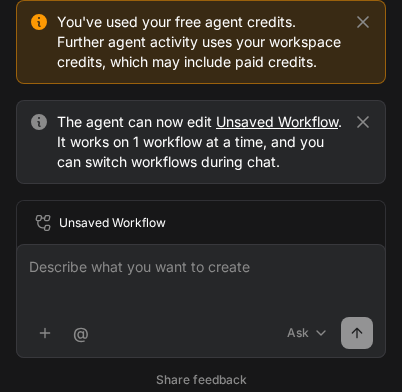 You've used your free agent credits.
Further agent activity uses your workspace
credits, which may include paid credits.
The agent can now edit Unsaved Workflow.
It works on 1 workflow at a time, and you
can switch workflows during chat.
Unsaved Workflow
Describe what you want to create
+ @ Ask
Share feedback